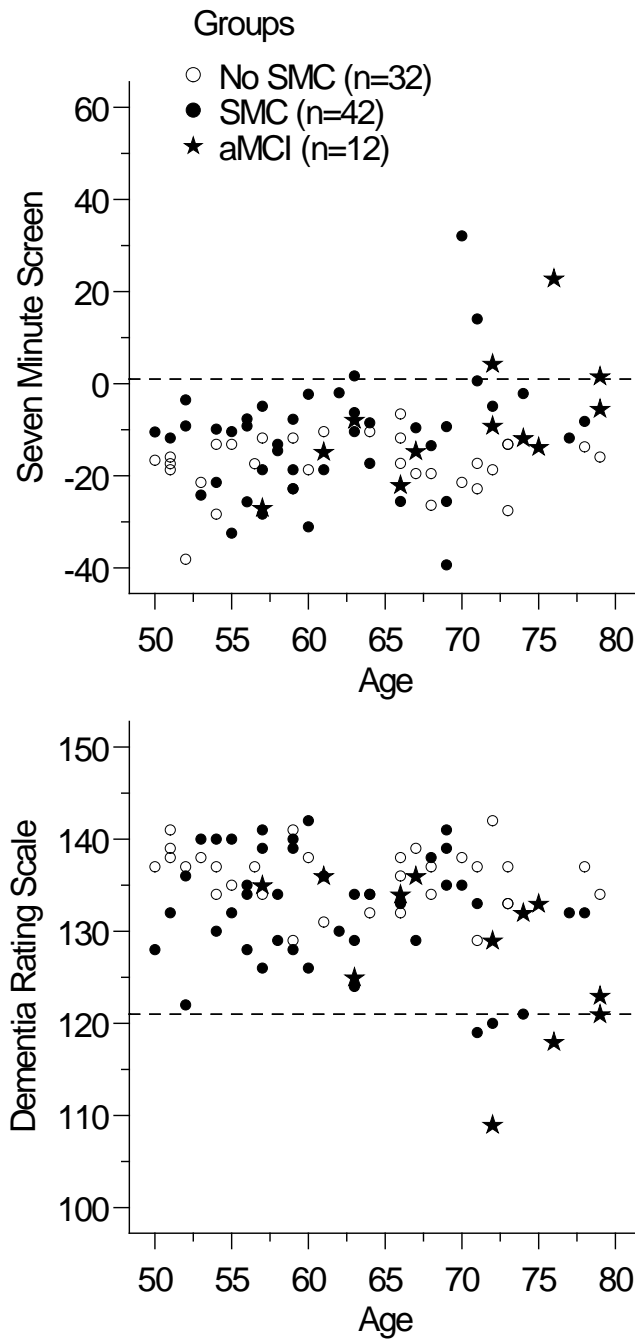 Groups
No SMC (n=32)
SMC (n=42)
aMCI (n=12)
60
40
20
0
-20
-40
Seven Minute Screen
50 55 60 65 70 75 80
Age
150
140
130
120
110
100
Dementia Rating Scale
50 55 60 65 70 75 80
Age